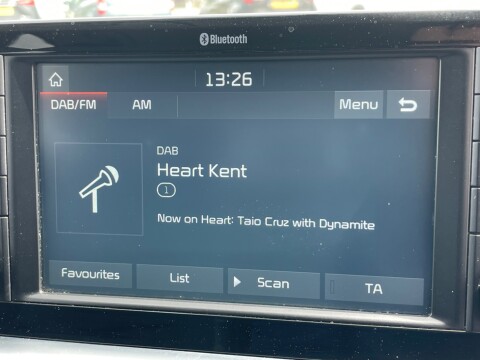 Bluetooth
13:26
DAB/FM AM Menu
DAB
Heart Kent
1
Now on Heart: Taio Cruz with Dynamite
Favourites List Scan TA